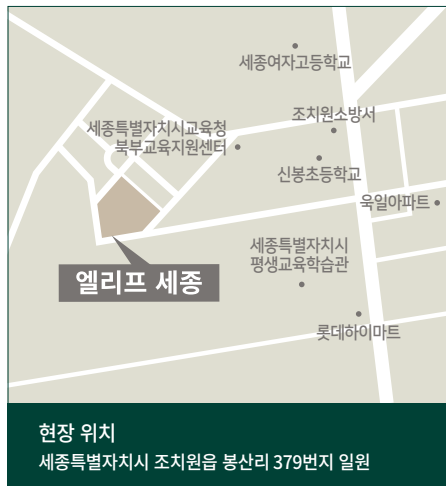 세종여자고등학교
조치원소방서
세종특별자치시교육청
북부교육지원센터
신봉초등학교
욱일아파트
세종특별자치시
평생교육학습관
엘리프 세종
롯데하이마트
현장 위치
세종특별자치시 조치원읍 봉산리 379번지 일원